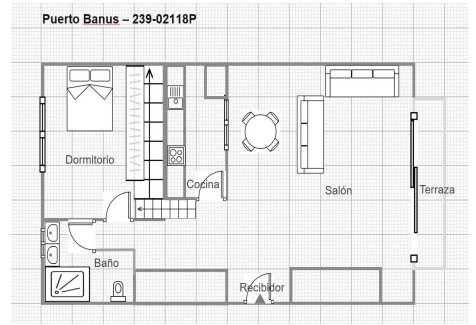 Puerto Banus – 239-02118P
Dormitorio
Cocina
Salón
Terraza
Baño
Recibidor